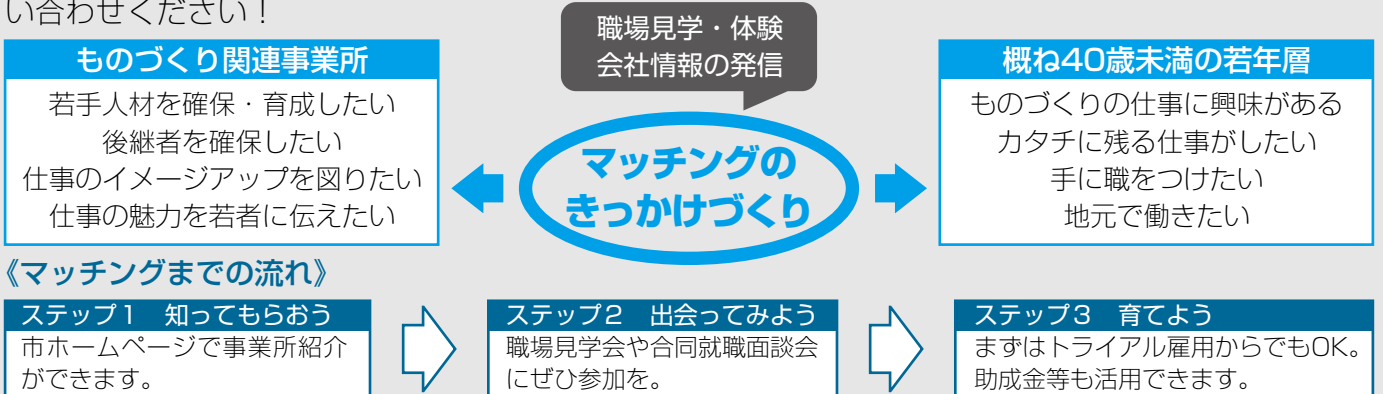 い合わせください！
職場見学・体験
会社情報の発信
ものづくり関連事業所
若手人材を確保・育成したい
後継者を確保したい
仕事のイメージアップを図りたい
仕事の魅力を若者に伝えたい
マッチングの
きっかけづくり
概ね40歳未満の若年層
ものづくりの仕事に興味がある
カタチに残る仕事がしたい
手に職をつけたい
地元で働きたい
《マッチングまでの流れ》
ステップ1　知ってもらおう
市ホームページで事業所紹介
ができます。
ステップ2　出会ってみよう
職場見学会や合同就職面談会
にぜひ参加を。
ステップ3　育てよう
まずはトライアル雇用からでもOK。
助成金等も活用できます。